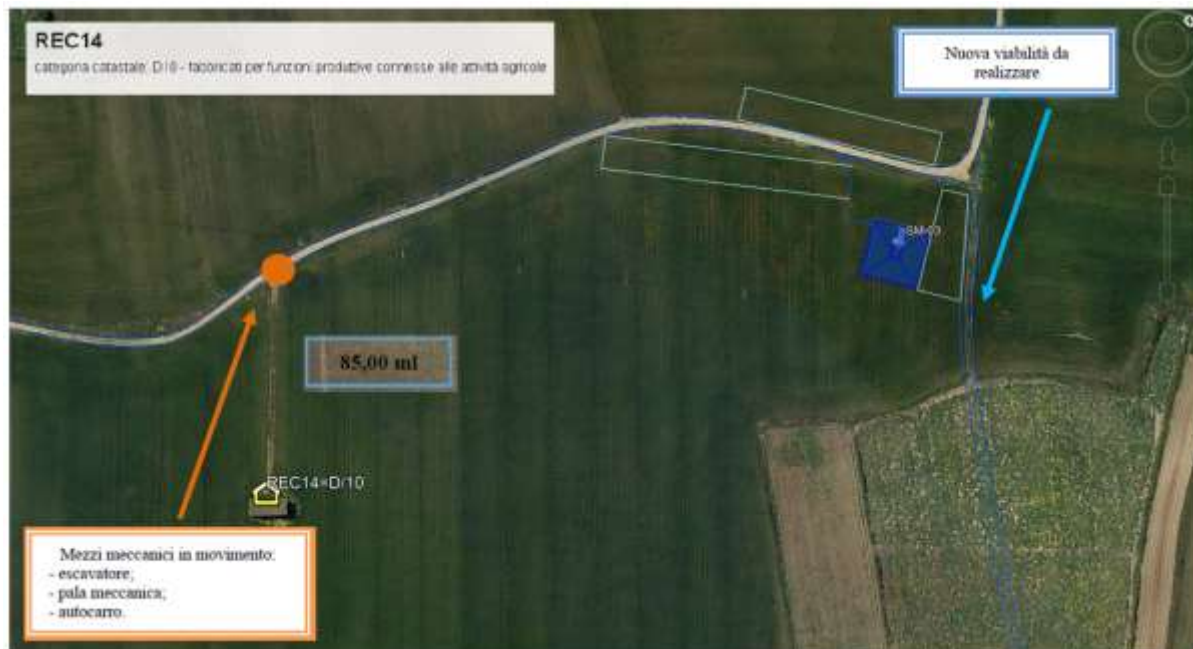 REC14
categoria catastale: D10 - fabbricati per funzioni produttive connesse alle attività agricole
Nuova viabilità da
realizzare
85,00 ml
REC14=D/10
Mezzi meccanici in movimento:
- escavatore;
- pala meccanica;
- autocarro.